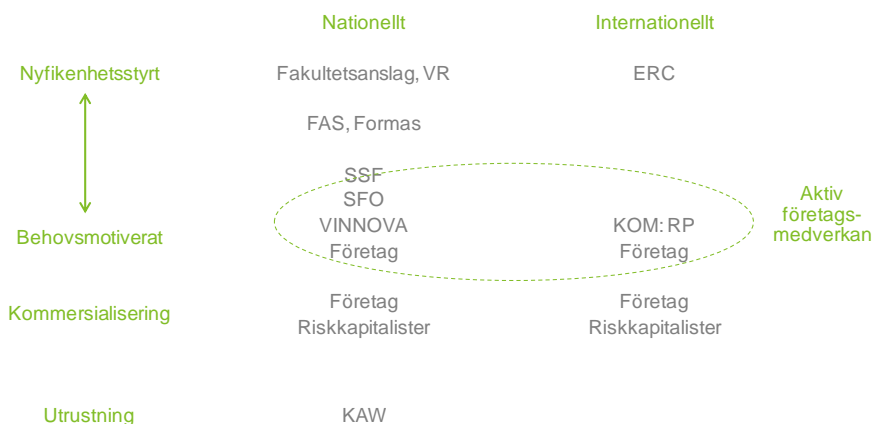 Nationellt Internationellt
Nyfikenhetsstyrt Fakultetsanslag, VR ERC
FAS, Formas
SSF
SFO
VINNOVA KOM: RP
Behovsmotiverat Företag Företag
Aktiv
företags-
medverkan
Kommersialisering Företag Företag
Riskkapitalister Riskkapitalister
Utrustning KAW